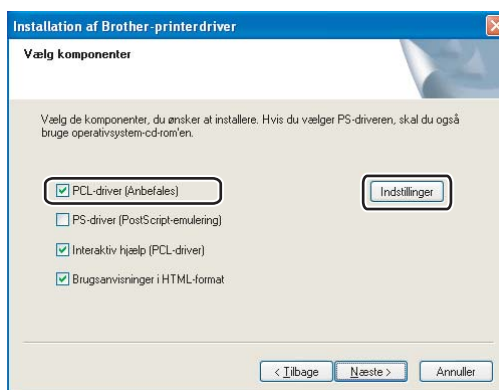 Installation af Brother-printerdriver
Vælg komponenter
Vælg de komponenter, du ønsker at installere. Hvis du vælger PS-driveren, skal du også
bruge operativsystem-cd-rom'en.
PCL-driver (Anbefales)
Indstillinger
PS-driver (PostScript-emulering)
Interaktiv hjælp (PCL-driver)
Brugsanvisninger i HTML-format
< Tilbage
Næste >
Annuller